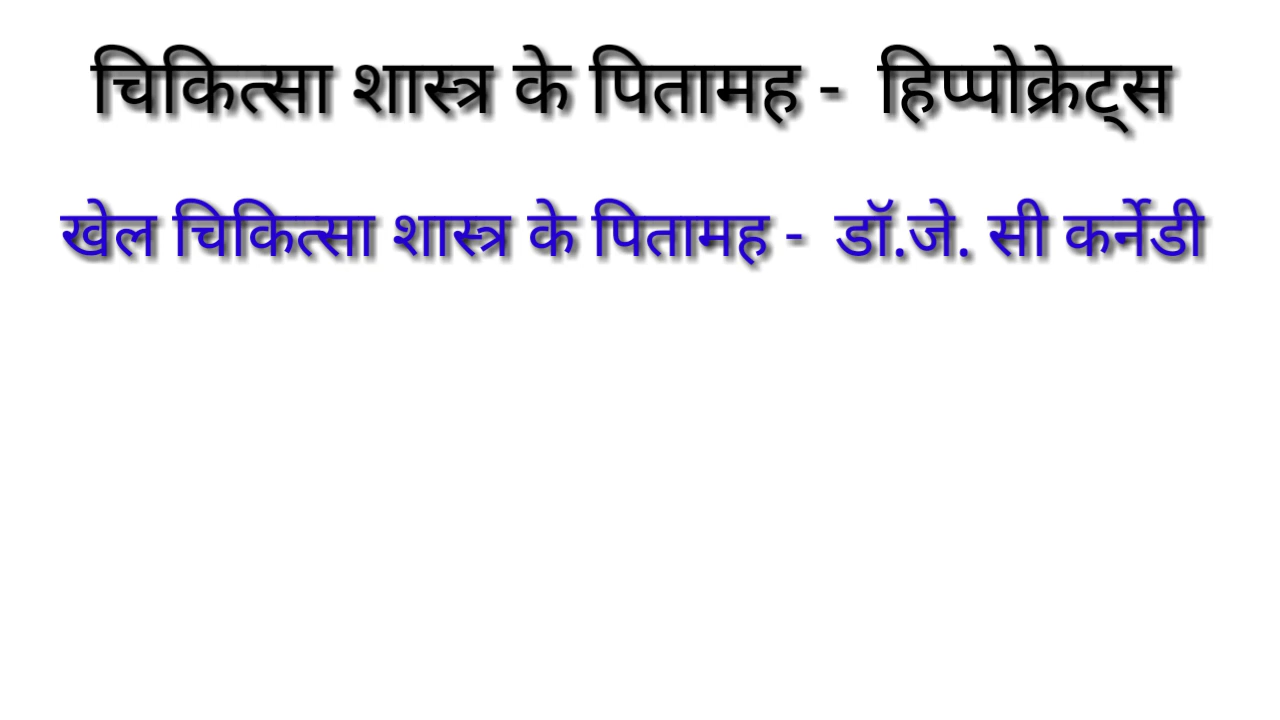 चिकित्सा शास्त्र के पितामह - हिप्पोक्रेट्स
खेल चिकित्सा शास्त्र के पितामह - डॉ.जे. सी कर्नेडी